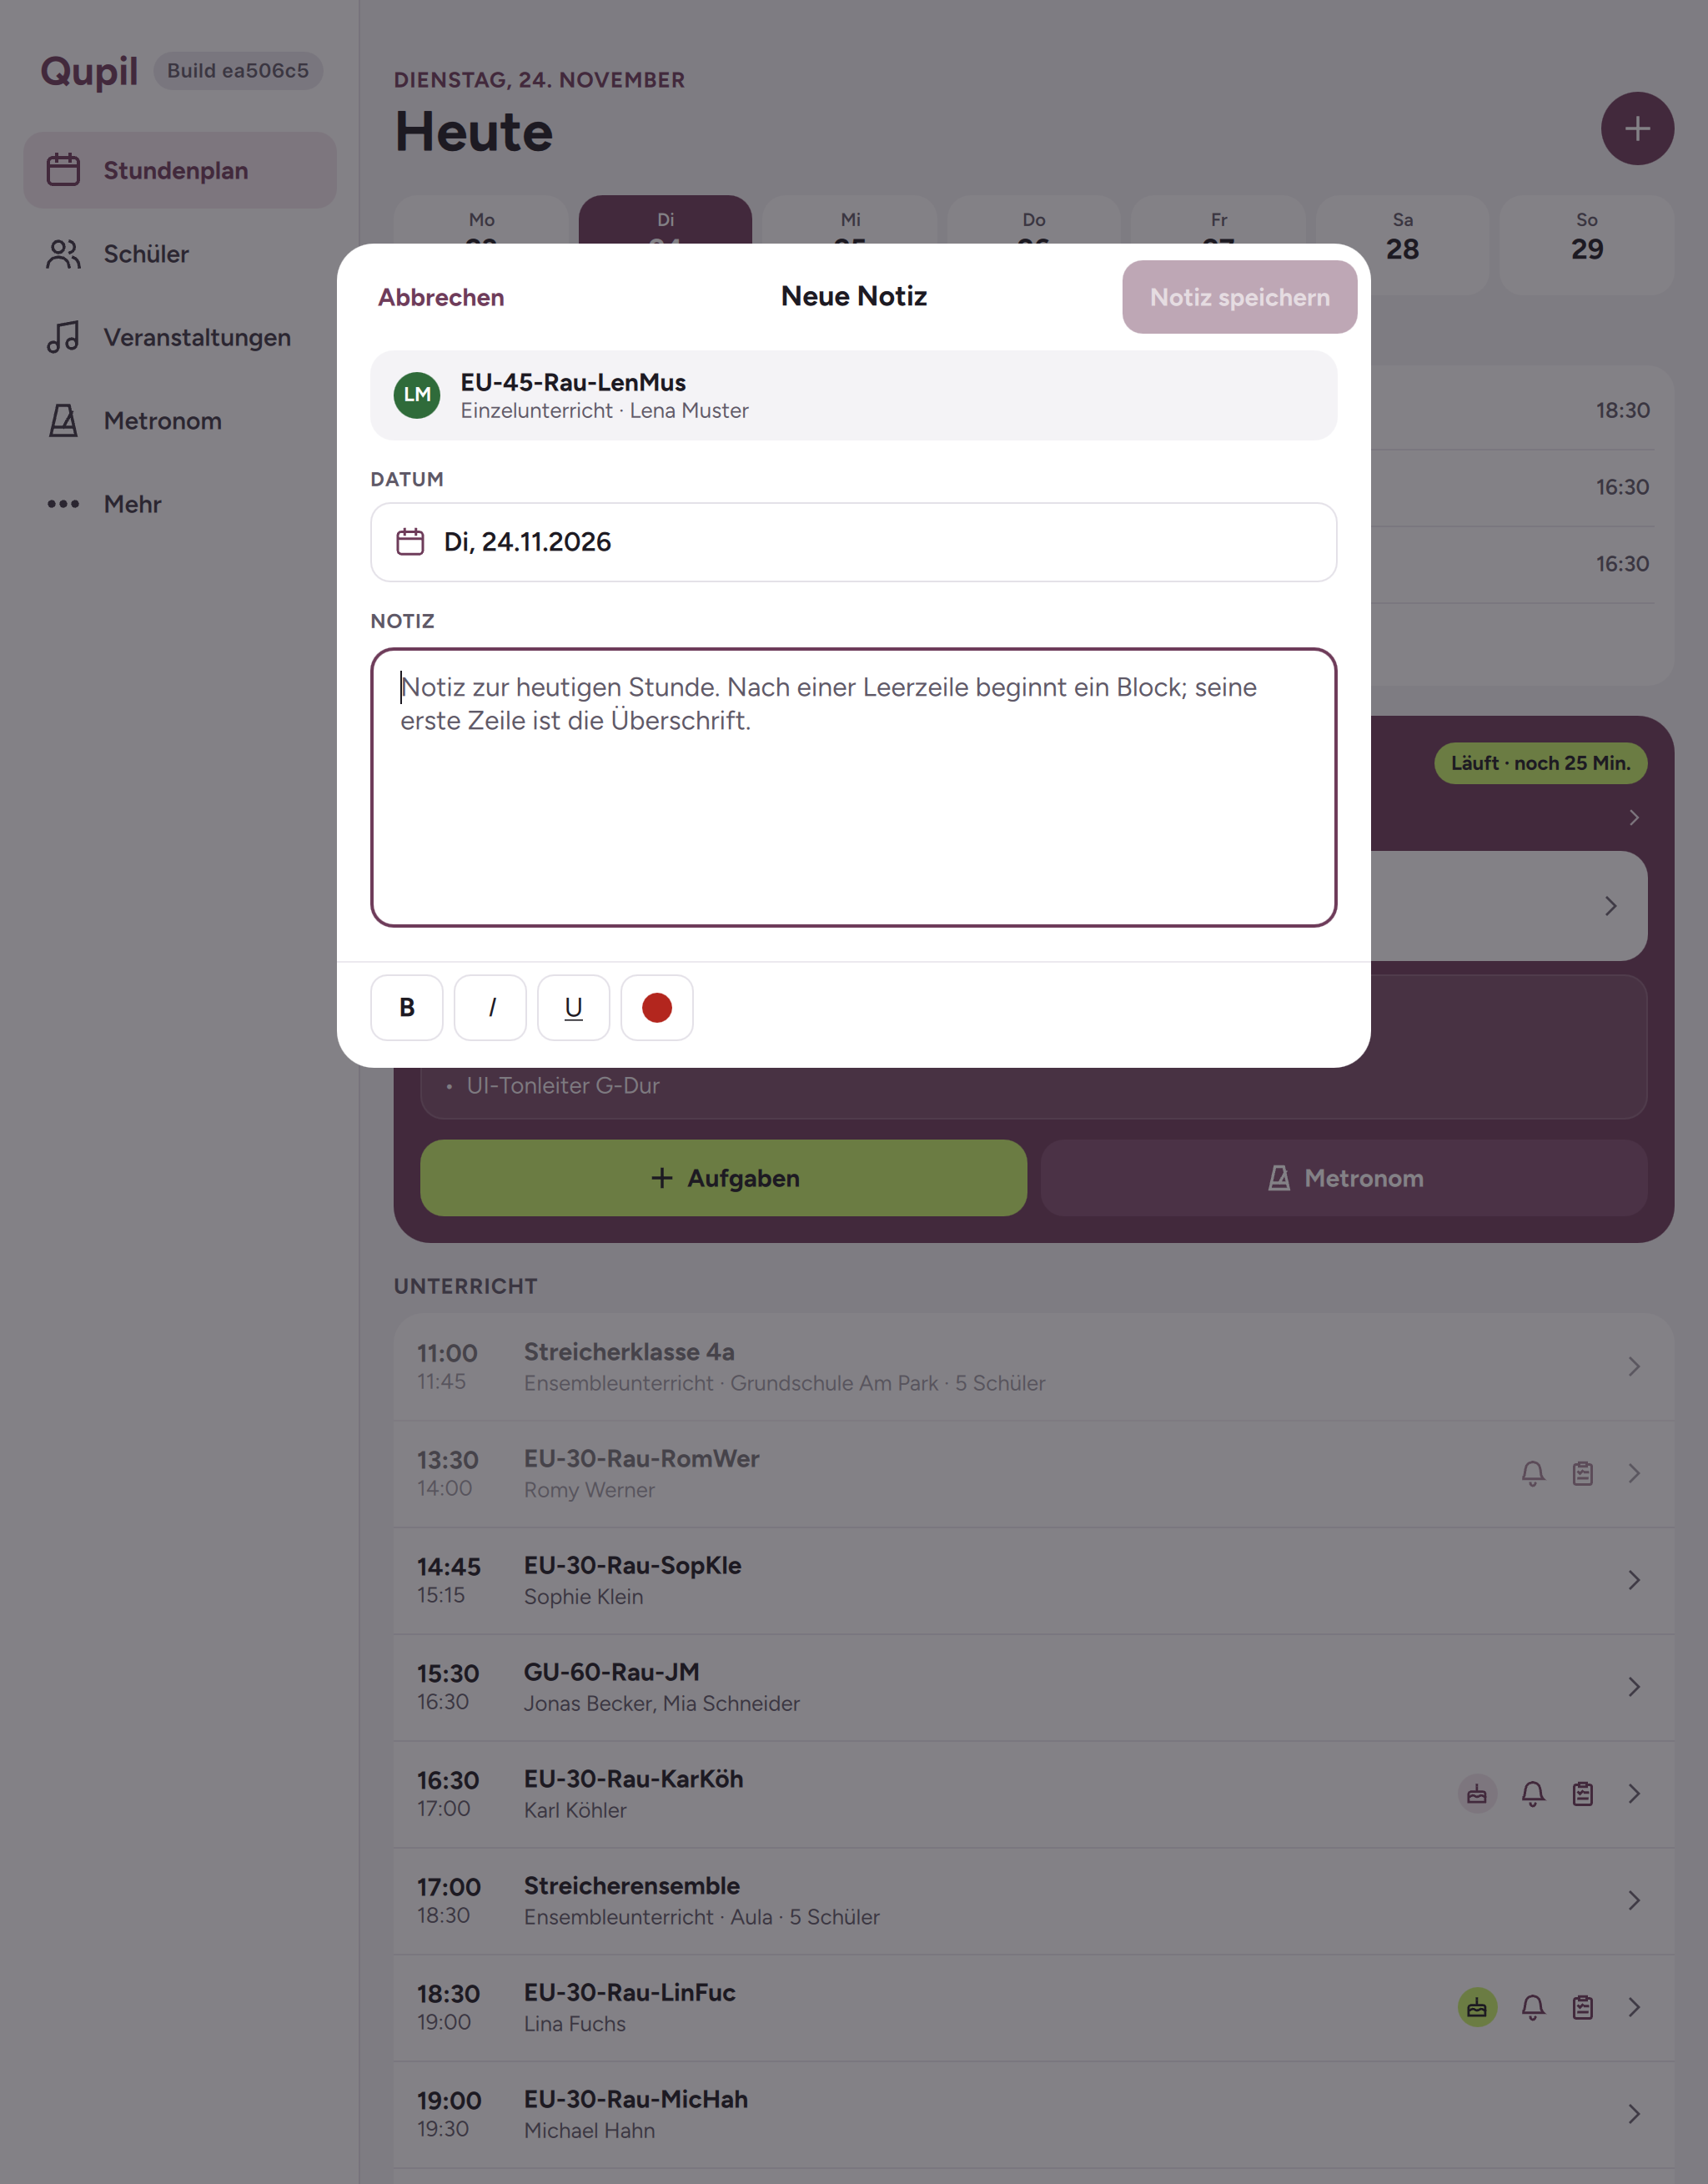 Qupil
Build ea506c5
Stundenplan
Schüler
Veranstaltungen
Metronom
Mehr
DIENSTAG, 24. NOVEMBER
Heute
Mo
Di
Mi
Do
Fr
Sa
28
So
29
18:30
16:30
16:30
Abbrechen
Neue Notiz
Notiz speichern
LM
EU-45-Rau-LenMus
Einzelunterricht · Lena Muster
DATUM
Di, 24.11.2026
NOTIZ
Notiz zur heutigen Stunde. Nach einer Leerzeile beginnt ein Block; seine
erste Zeile ist die Überschrift.
B
I
U
Läuft · noch 25 Min.
• UI-Tonleiter G-Dur
Aufgaben
Metronom
UNTERRICHT
11:00
11:45
Streicherklasse 4a
Ensembleunterricht · Grundschule Am Park · 5 Schüler
13:30
14:00
EU-30-Rau-RomWer
Romy Werner
14:45
15:15
EU-30-Rau-SopKle
Sophie Klein
15:30
16:30
GU-60-Rau-JM
Jonas Becker, Mia Schneider
16:30
17:00
EU-30-Rau-KarKöh
Karl Köhler
17:00
18:30
Streicherensemble
Ensembleunterricht · Aula · 5 Schüler
18:30
19:00
EU-30-Rau-LinFuc
Lina Fuchs
19:00
19:30
EU-30-Rau-MicHah
Michael Hahn